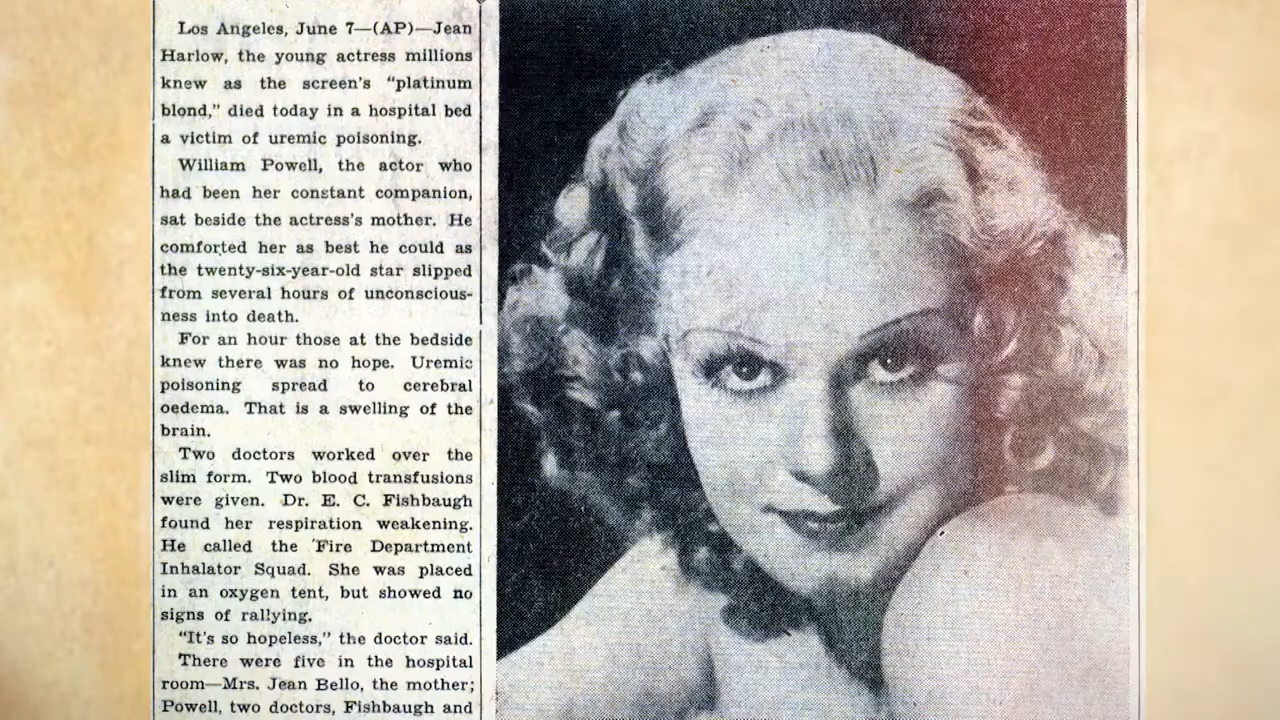 Los Angeles, June 7—(AP)—Jean
Harlow, the young actress millions
knew as the screen's "platinum
blond," died today in a hospital bed
a victim of uremic poisoning.
William Powell, the actor who
had been her constant companion,
sat beside the actress's mother. He
comforted her as best he could as
the twenty-six-year-old star slipped
from several hours of unconscious-
ness into death.
For an hour those at the bedside
knew there was no hope. Uremic
poisoning spread to cerebral
oedema. That is a swelling of the
brain.
Two doctors worked over the
slim form. Two blood transfusions
were given. Dr. E. C. Fishbaugh
found her respiration weakening.
He called the Fire Department
Inhalator Squad. She was placed
in an oxygen tent, but showed no
signs of rallying.
"It's so hopeless," the doctor said.
There were five in the hospital
room—Mrs. Jean Bello, the mother;
Powell, two doctors, Fishbaugh and